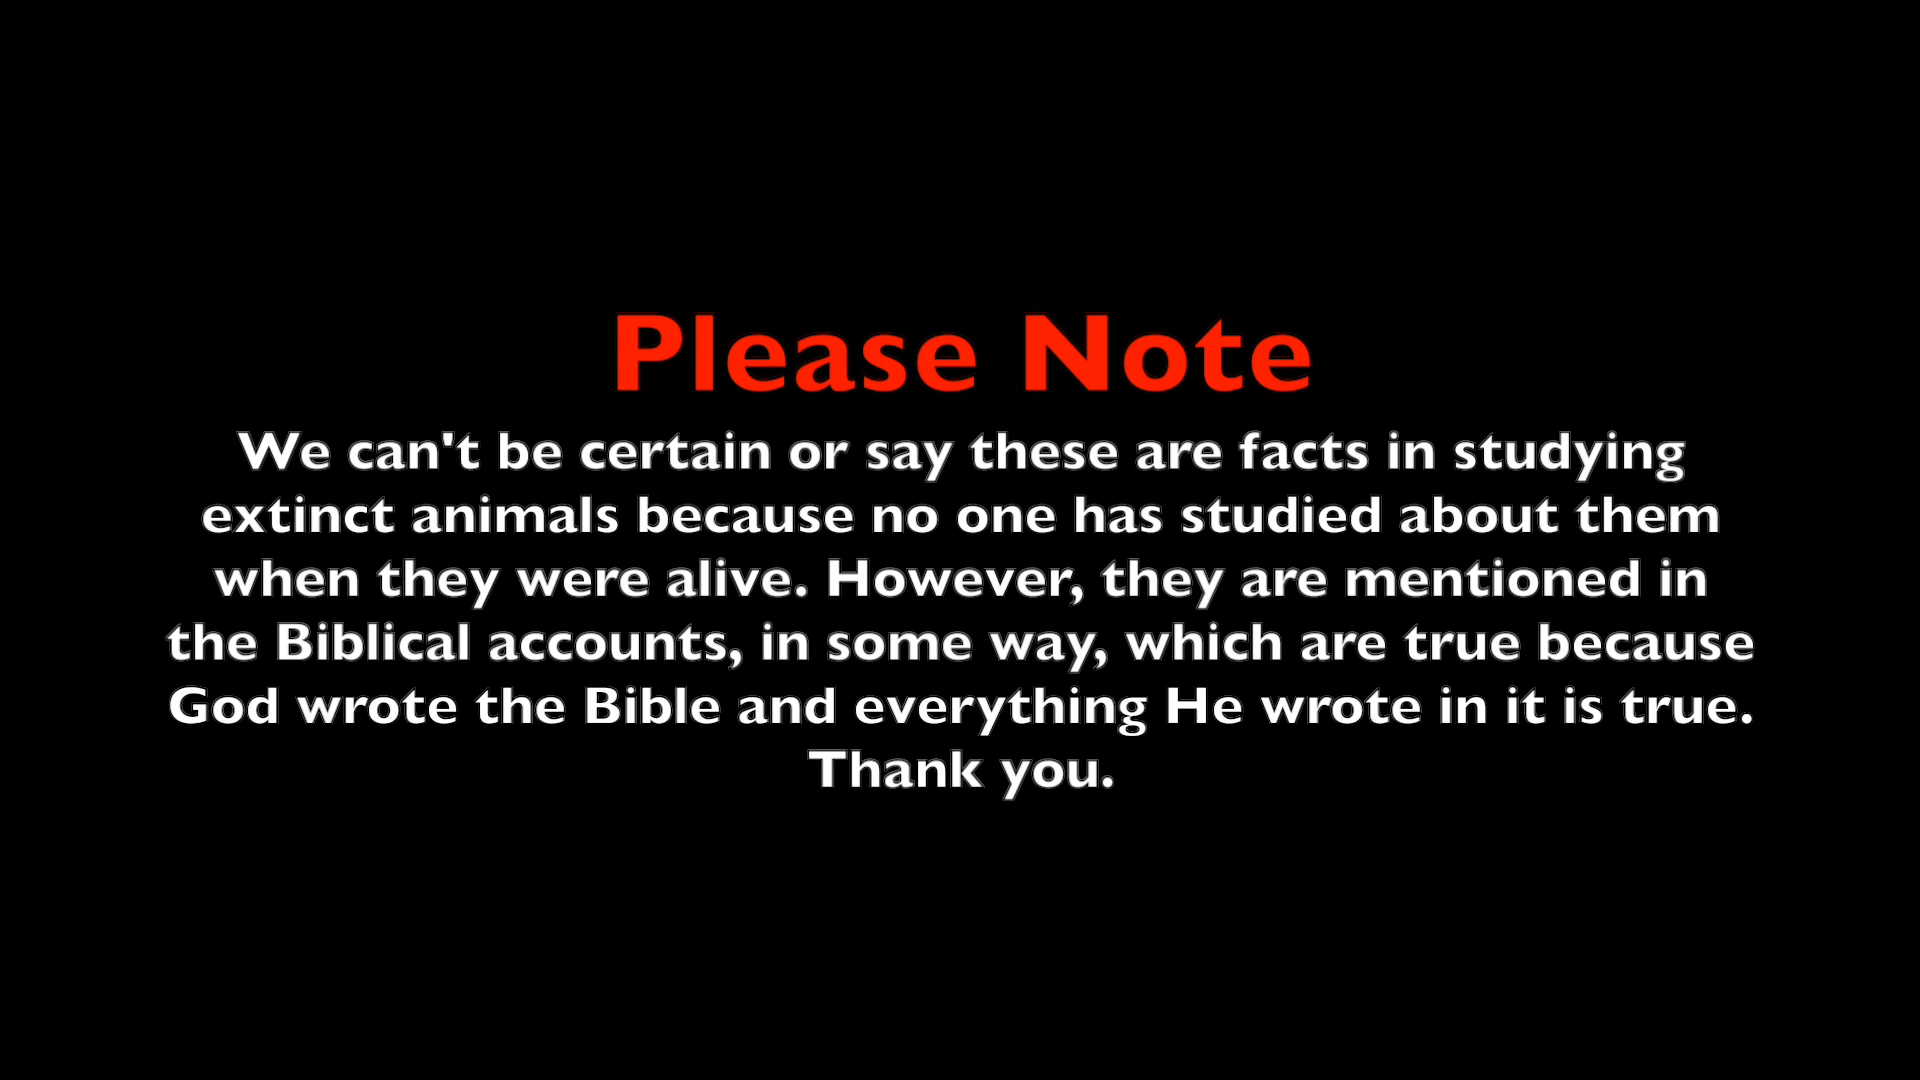 Please Note
We can't be certain or say these are facts in studying
extinct animals because no one has studied about them
when they were alive. However, they are mentioned in
the Biblical accounts, in some way, which are true because
God wrote the Bible and everything He wrote in it is true.
Thank you.